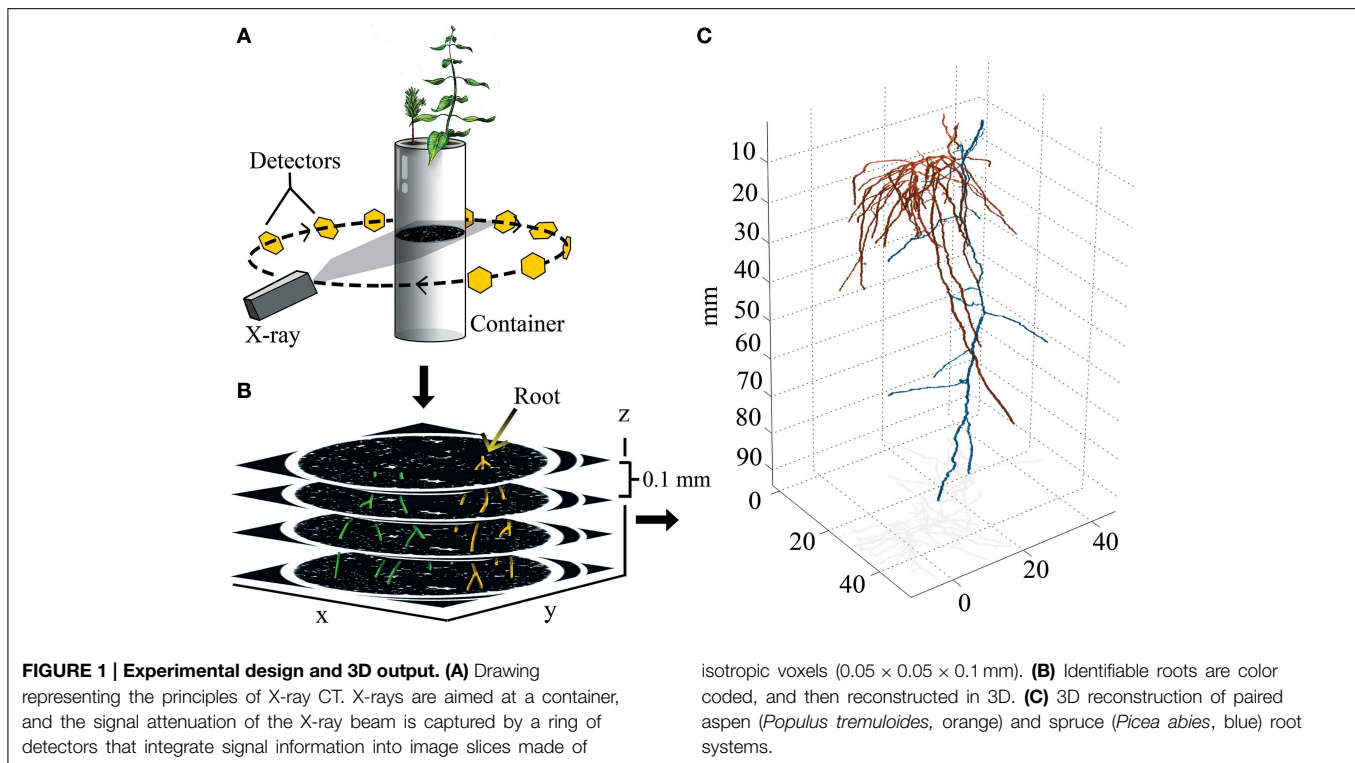 A
Detectors
X-ray
Container
B
Root
z
0.1 mm
x
y
C
10
20
30
40
50
60
70
80
90
mm
0
20
40
0
20
40
FIGURE 1 | Experimental design and 3D output. (A) Drawing
representing the principles of X-ray CT. X-rays are aimed at a container,
and the signal attenuation of the X-ray beam is captured by a ring of
detectors that integrate signal information into image slices made of
isotropic voxels (0.05 × 0.05 × 0.1 mm). (B) Identifiable roots are color
coded, and then reconstructed in 3D. (C) 3D reconstruction of paired
aspen (Populus tremuloides, orange) and spruce (Picea abies, blue) root
systems.